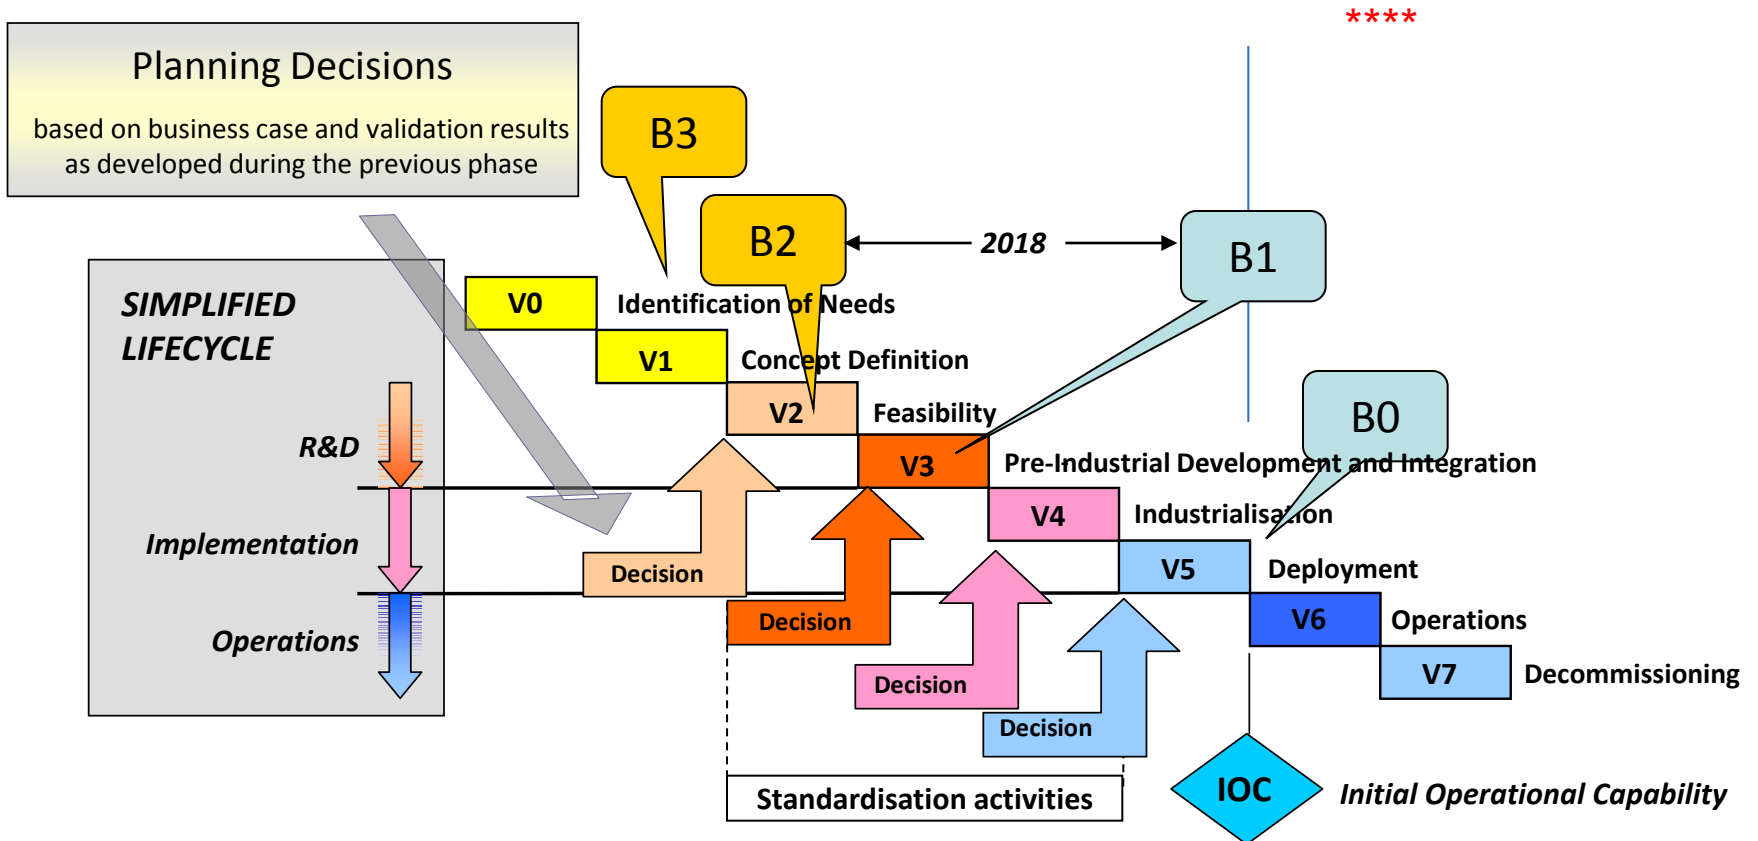 ****
Planning Decisions
based on business case and validation results
as developed during the previous phase
B3
B2
2018
B1
SIMPLIFIED
LIFECYCLE
V0
Identification of Needs
V1
Concept Definition
V2
Feasibility
B0
R&D
V3
Pre-Industrial Development and Integration
V4
Industrialisation
Implementation
V5
Deployment
Decision
V6
Operations
Decision
Operations
V7
Decommissioning
Decision
Decision
Standardisation activities
IOC
Initial Operational Capability